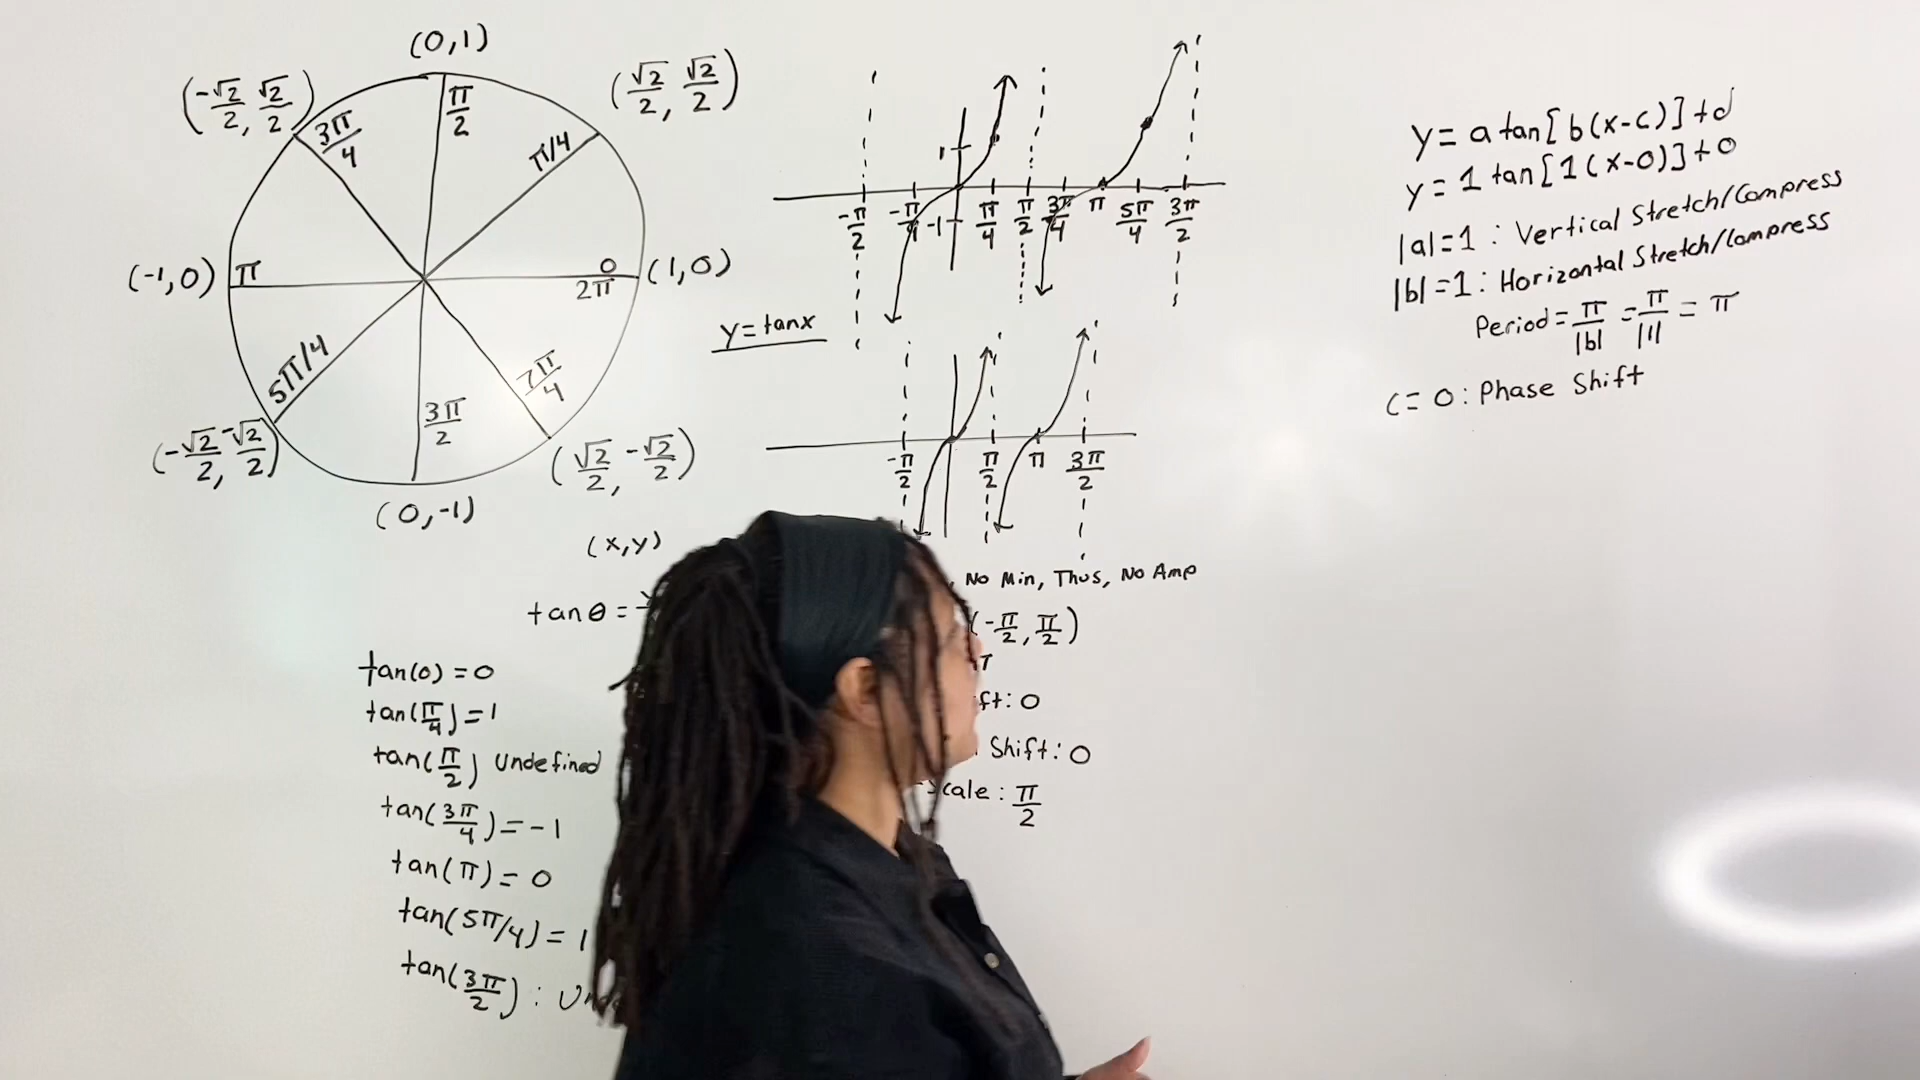 (0,1)
(-√2/2, √2/2)
(√2/2, √2/2)
3π/4
π/2
π/4
(-1,0)
π
0
2π
(1,0)
5π/4
3π/2
7π/4
(-√2/2, -√2/2)
(√2/2, -√2/2)
(0,-1)
(x,y)
tan θ =
tan(0) = 0
tan(π/4) = 1
tan(π/2) Undefined
tan(3π/4) = -1
tan(π) = 0
tan(5π/4) = 1
tan(3π/2) :
1
-1
-π/2 -π/4 π/4 π/2 3π/4 π 5π/4 3π/2
y=tanx
-π/2 π/2 π 3π/2
No Min, Thus, No Amp
(-π/2, π/2)
: 0
Shift: 0
: π/2
y = a tan[b(x-c)]+d
y = 1 tan[1(x-0)]+0
|a|=1 : Vertical Stretch/Compress
|b|=1 : Horizontal Stretch/Compress
Period = π/|b| = π/|1| = π
c = 0 : Phase Shift